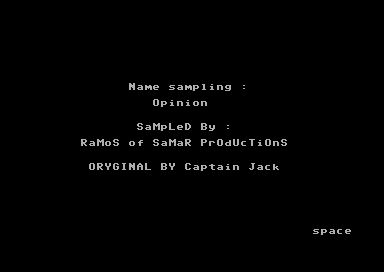 Name sampling :
Opinion
SaMpLeD By :
RaMoS of SaMaR PrOdUcTiOnS
ORYGINAL BY Captain Jack
space